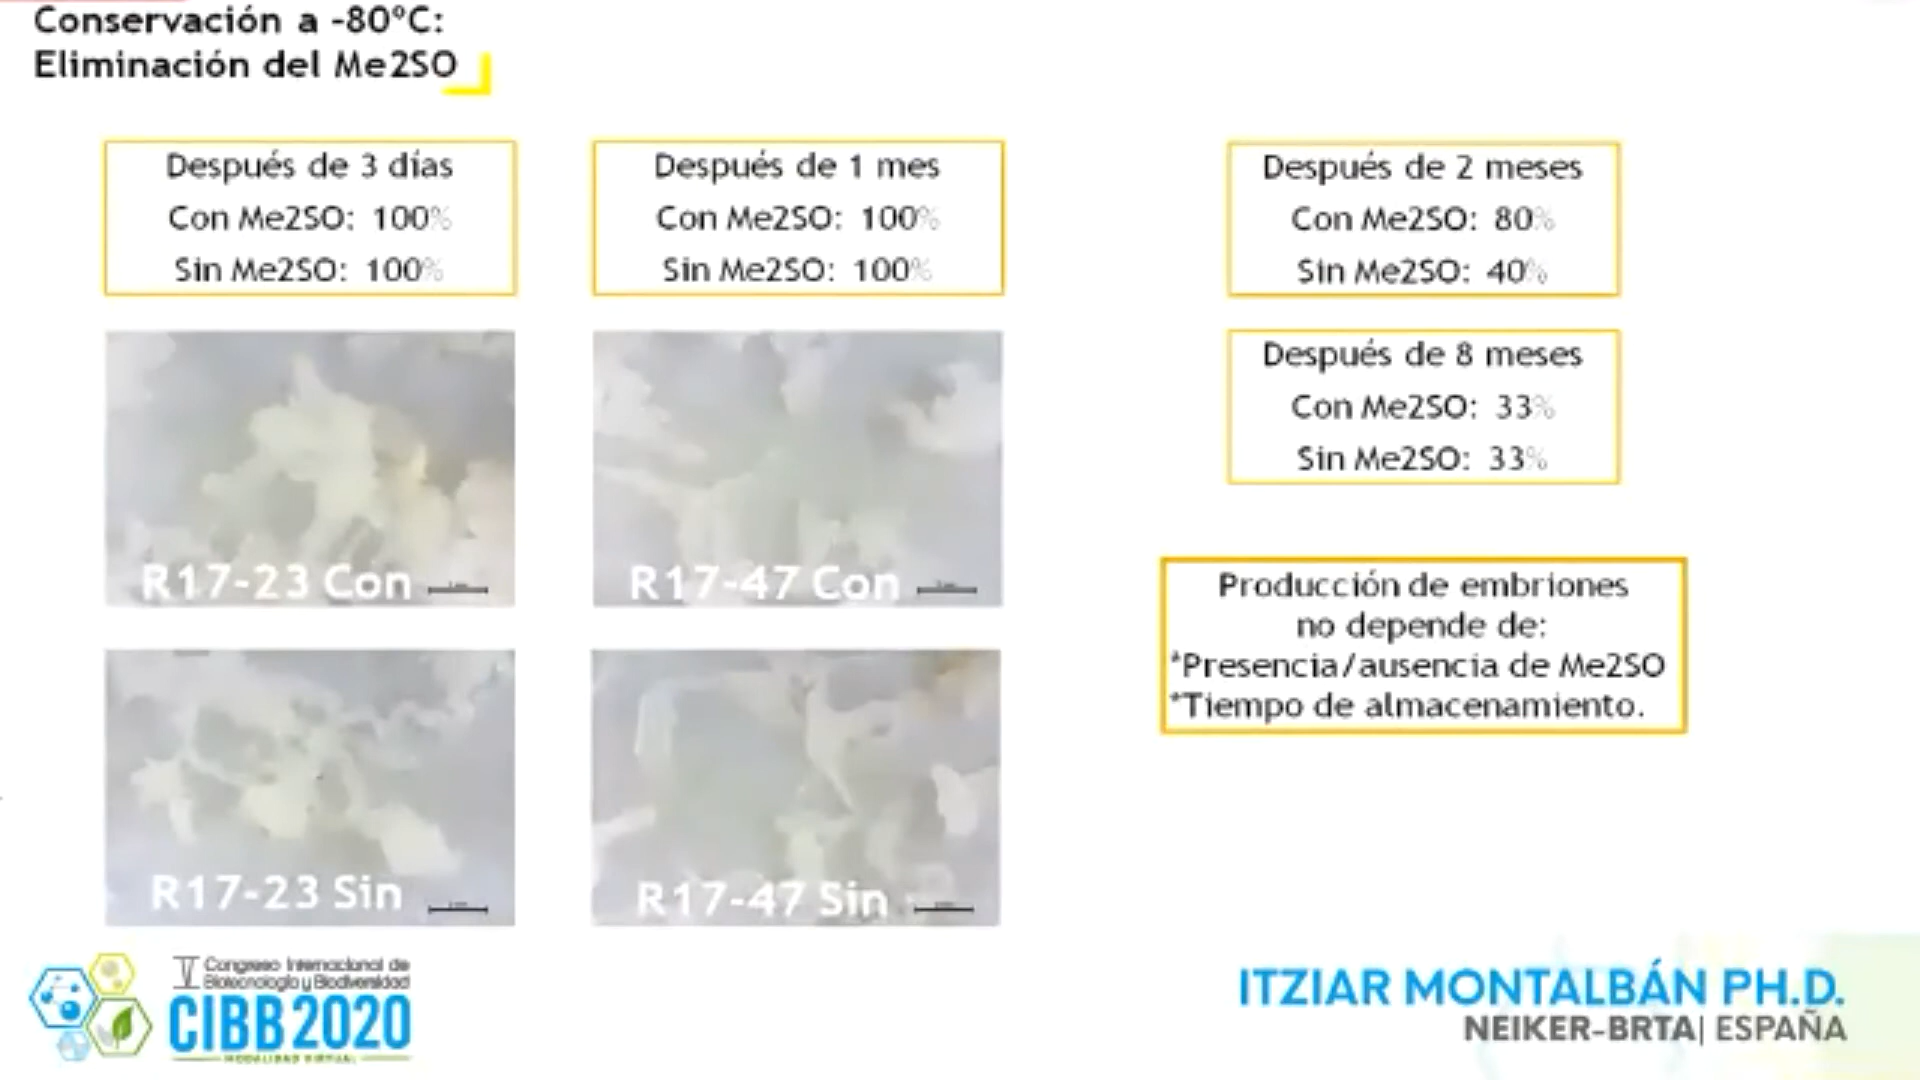 Conservación a -80°C:
Eliminación del Me2SO
Después de 3 días
Con Me2SO: 100%
Sin Me2SO: 100%
Después de 1 mes
Con Me2SO: 100%
Sin Me2SO: 100%
Después de 2 meses
Con Me2SO: 80%
Sin Me2SO: 40%
Después de 8 meses
Con Me2SO: 33%
Sin Me2SO: 33%
R17-23 Con
R17-47 Con
R17-23 Sin
R17-47 Sin
Producción de embriones
no depende de:
*Presencia/ausencia de Me2SO
*Tiempo de almacenamiento.
V Congreso Internacional de
Biotecnología y Biodiversidad
CIBB2020
MODALIDAD VIRTUAL
ITZIAR MONTALBÁN PH.D.
NEIKER-BRTA| ESPAÑA